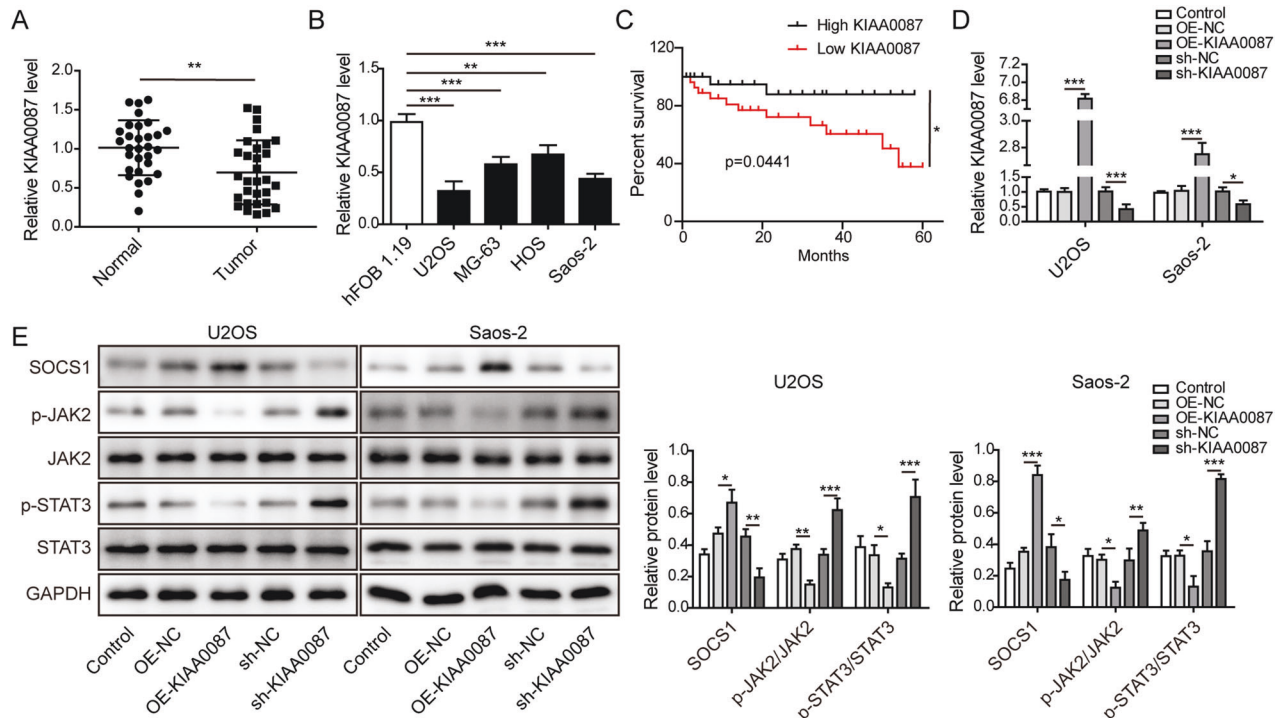 A
Relative KIAA0087 level
**
2.0
1.5
1.0
0.5
0.0
Normal
Tumor
B
Relative KIAA0087 level
***
**
***
***
1.5
1.0
0.5
0.0
hFOB 1.19
U2OS
MG-63
HOS
Saos-2
C
High KIAA0087
Low KIAA0087
Percent survival
120
80
40
0
p=0.0441
*
0
20
40
60
Months
D
Control
OE-NC
OE-KIAA0087
sh-NC
sh-KIAA0087
Relative KIAA0087 level
7.2
6.8
2.8
1.0
0.5
0.0
***
***
***
*
U2OS
Saos-2
E
U2OS
Saos-2
SOCS1
p-JAK2
JAK2
p-STAT3
STAT3
GAPDH
Control
OE-NC
OE-KIAA0087
sh-NC
sh-KIAA0087
Control
OE-NC
OE-KIAA0087
sh-NC
sh-KIAA0087
U2OS
Relative protein level
1.0
0.8
0.6
0.4
0.2
0.0
*
**
**
***
*
***
SOCS1
p-JAK2/JAK2
p-STAT3/STAT3
Saos-2
Control
OE-NC
OE-KIAA0087
sh-NC
sh-KIAA0087
Relative protein level
1.0
0.8
0.6
0.4
0.2
0.0
***
*
*
**
*
***
SOCS1
p-JAK2/JAK2
p-STAT3/STAT3